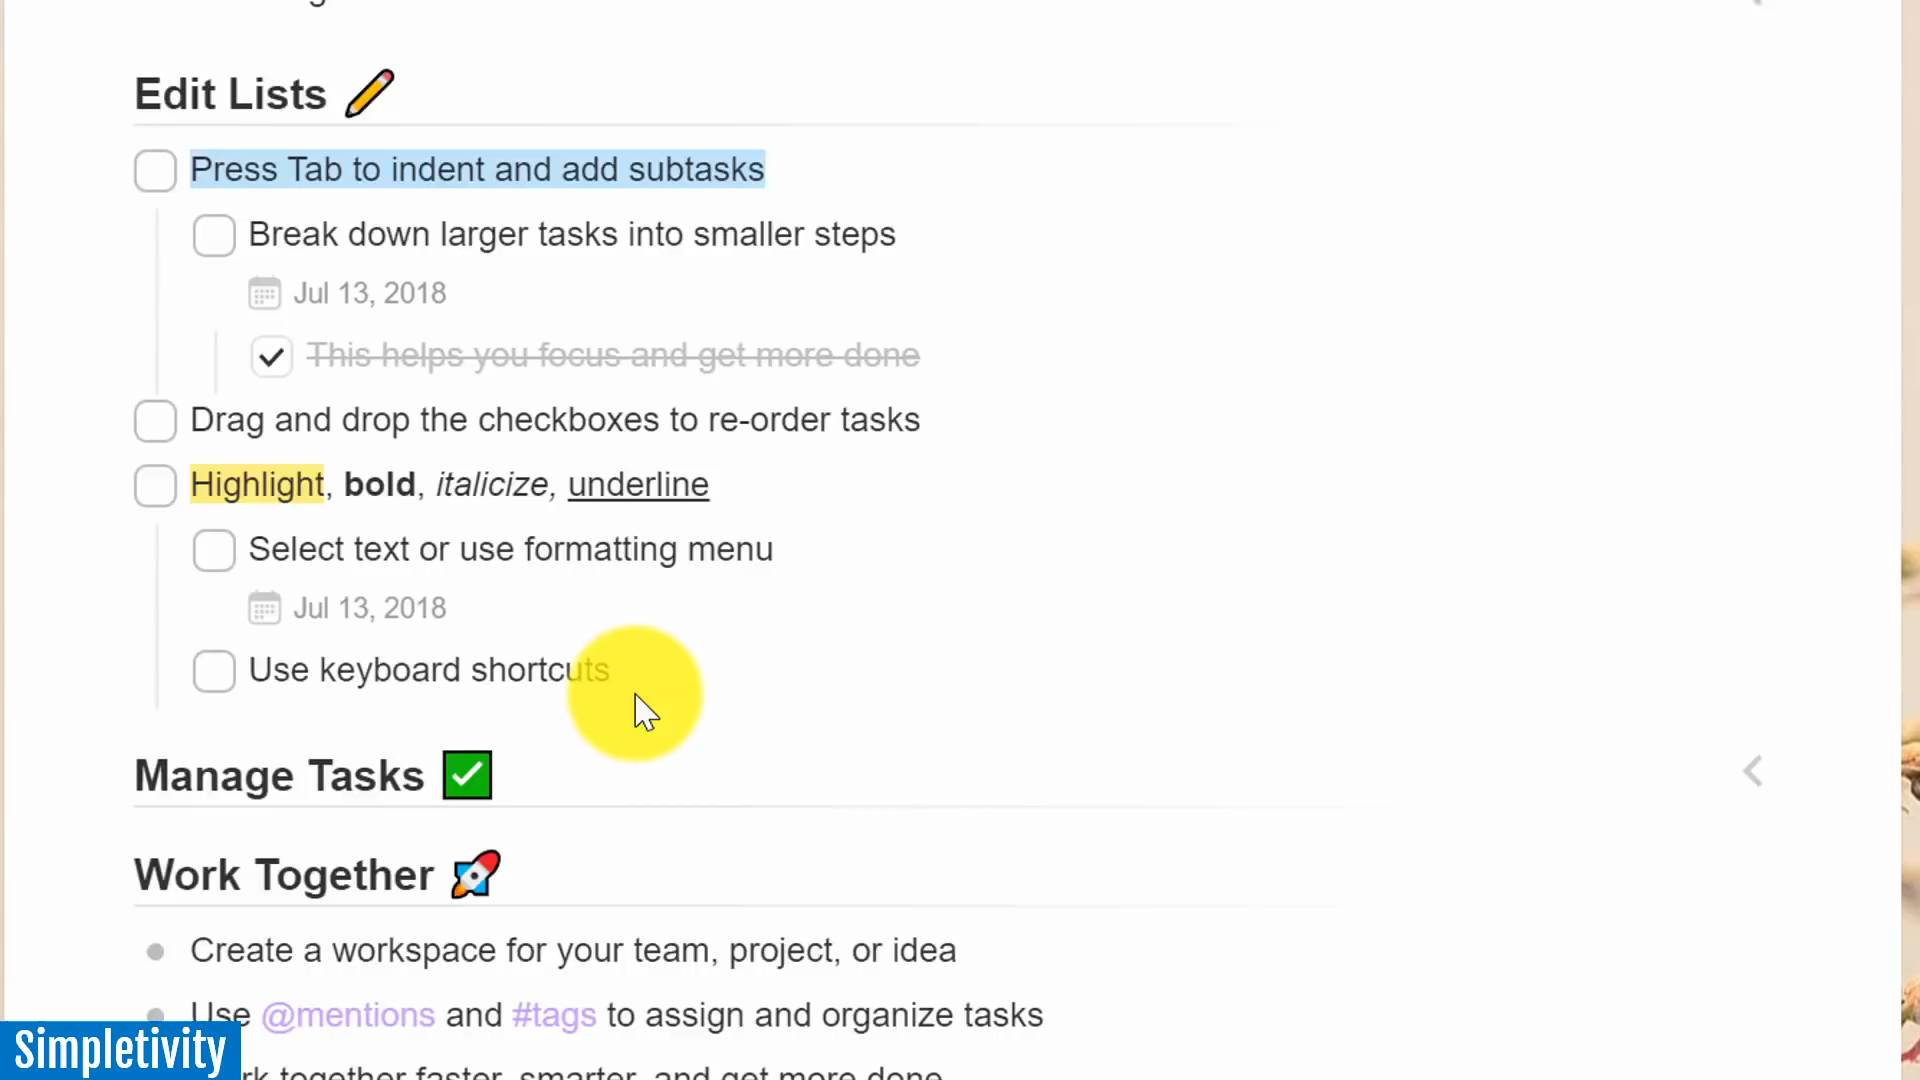 Edit Lists
Press Tab to indent and add subtasks
Break down larger tasks into smaller steps
Jul 13, 2018
This helps you focus and get more done
Drag and drop the checkboxes to re-order tasks
Highlight, bold, italicize, underline
Select text or use formatting menu
Jul 13, 2018
Use keyboard shortcuts
Manage Tasks
Work Together
Create a workspace for your team, project, or idea
Use @mentions and #tags to assign and organize tasks
together faster, smarter, and get more done
Simpletivity